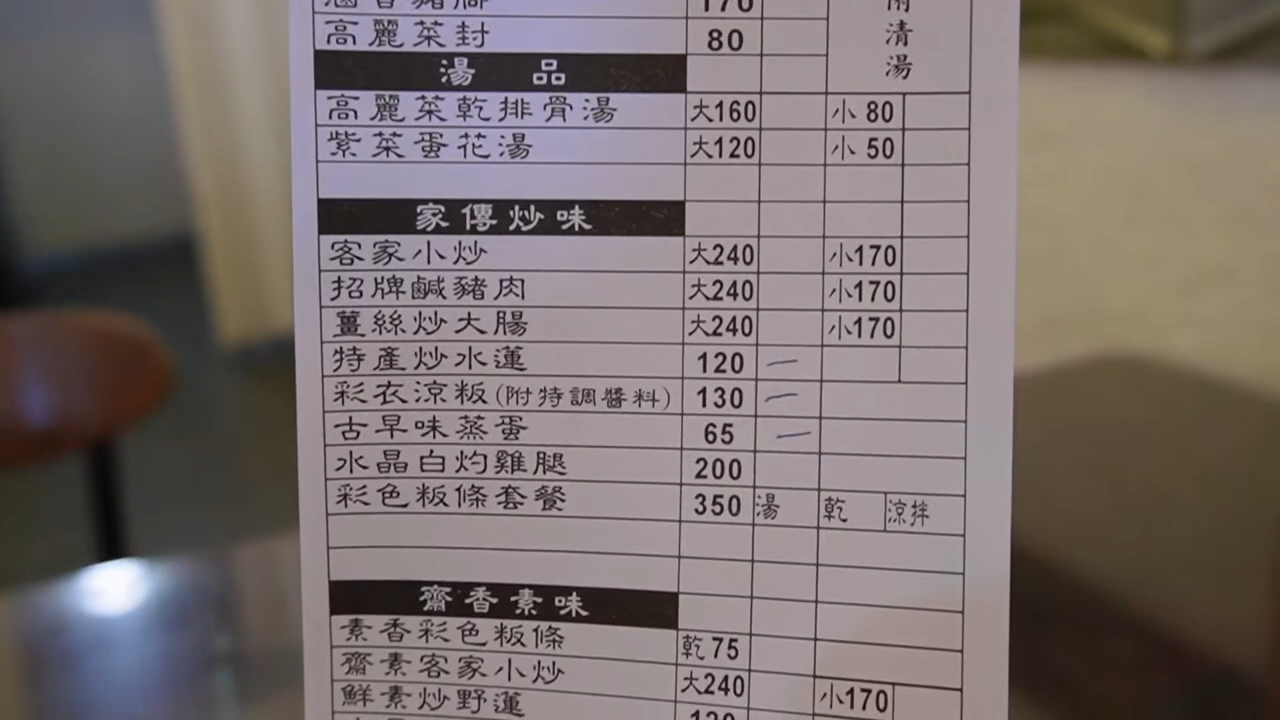 170
高麗菜封 80 清
湯品 湯
高麗菜乾排骨湯 大160 小 80
紫菜蛋花湯 大120 小 50
家傳炒味
客家小炒 大240 小170
招牌鹹豬肉 大240 小170
薑絲炒大腸 大240 小170
特產炒水蓮 120 一
彩衣涼粄(附特調醬料) 130 一
古早味蒸蛋 65 一
水晶白灼雞腿 200
彩色粄條套餐 350 湯 乾 涼拌
齋香素味
素香彩色粄條 乾75
齋素客家小炒 大240 小170
鮮素炒野蓮